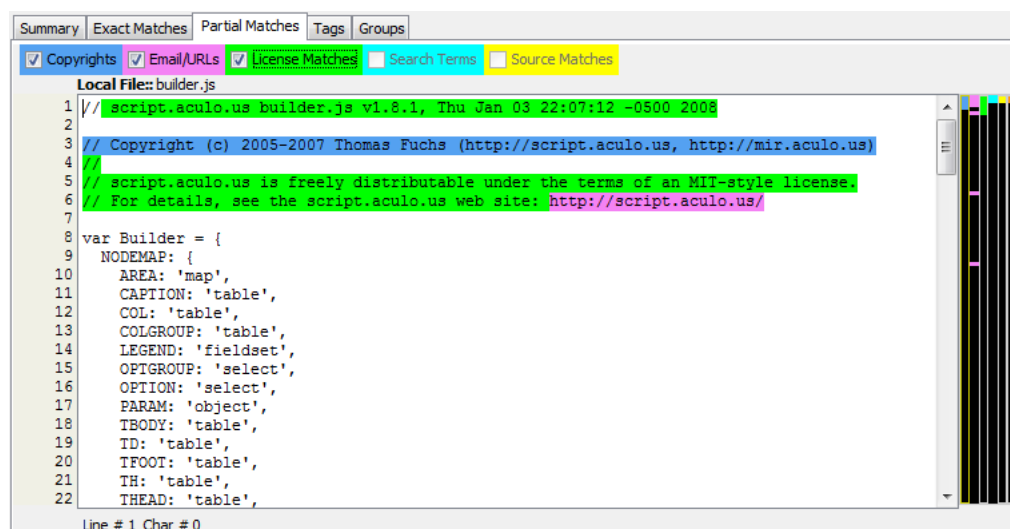 Summary Exact Matches Partial Matches Tags Groups
Copyrights Email/URLs License Matches Search Terms Source Matches
Local File:: builder.js
1 // script.aculo.us builder.js v1.8.1, Thu Jan 03 22:07:12 -0500 2008
2
3 // Copyright (c) 2005-2007 Thomas Fuchs (http://script.aculo.us, http://mir.aculo.us)
4 //
5 // script.aculo.us is freely distributable under the terms of an MIT-style license.
6 // For details, see the script.aculo.us web site: http://script.aculo.us/
7
8 var Builder = {
9 NODEMAP: {
10 AREA: 'map',
11 CAPTION: 'table',
12 COL: 'table',
13 COLGROUP: 'table',
14 LEGEND: 'fieldset',
15 OPTGROUP: 'select',
16 OPTION: 'select',
17 PARAM: 'object',
18 TBODY: 'table',
19 TD: 'table',
20 TFOOT: 'table',
21 TH: 'table',
22 THEAD: 'table',
Line # 1 Char # 0